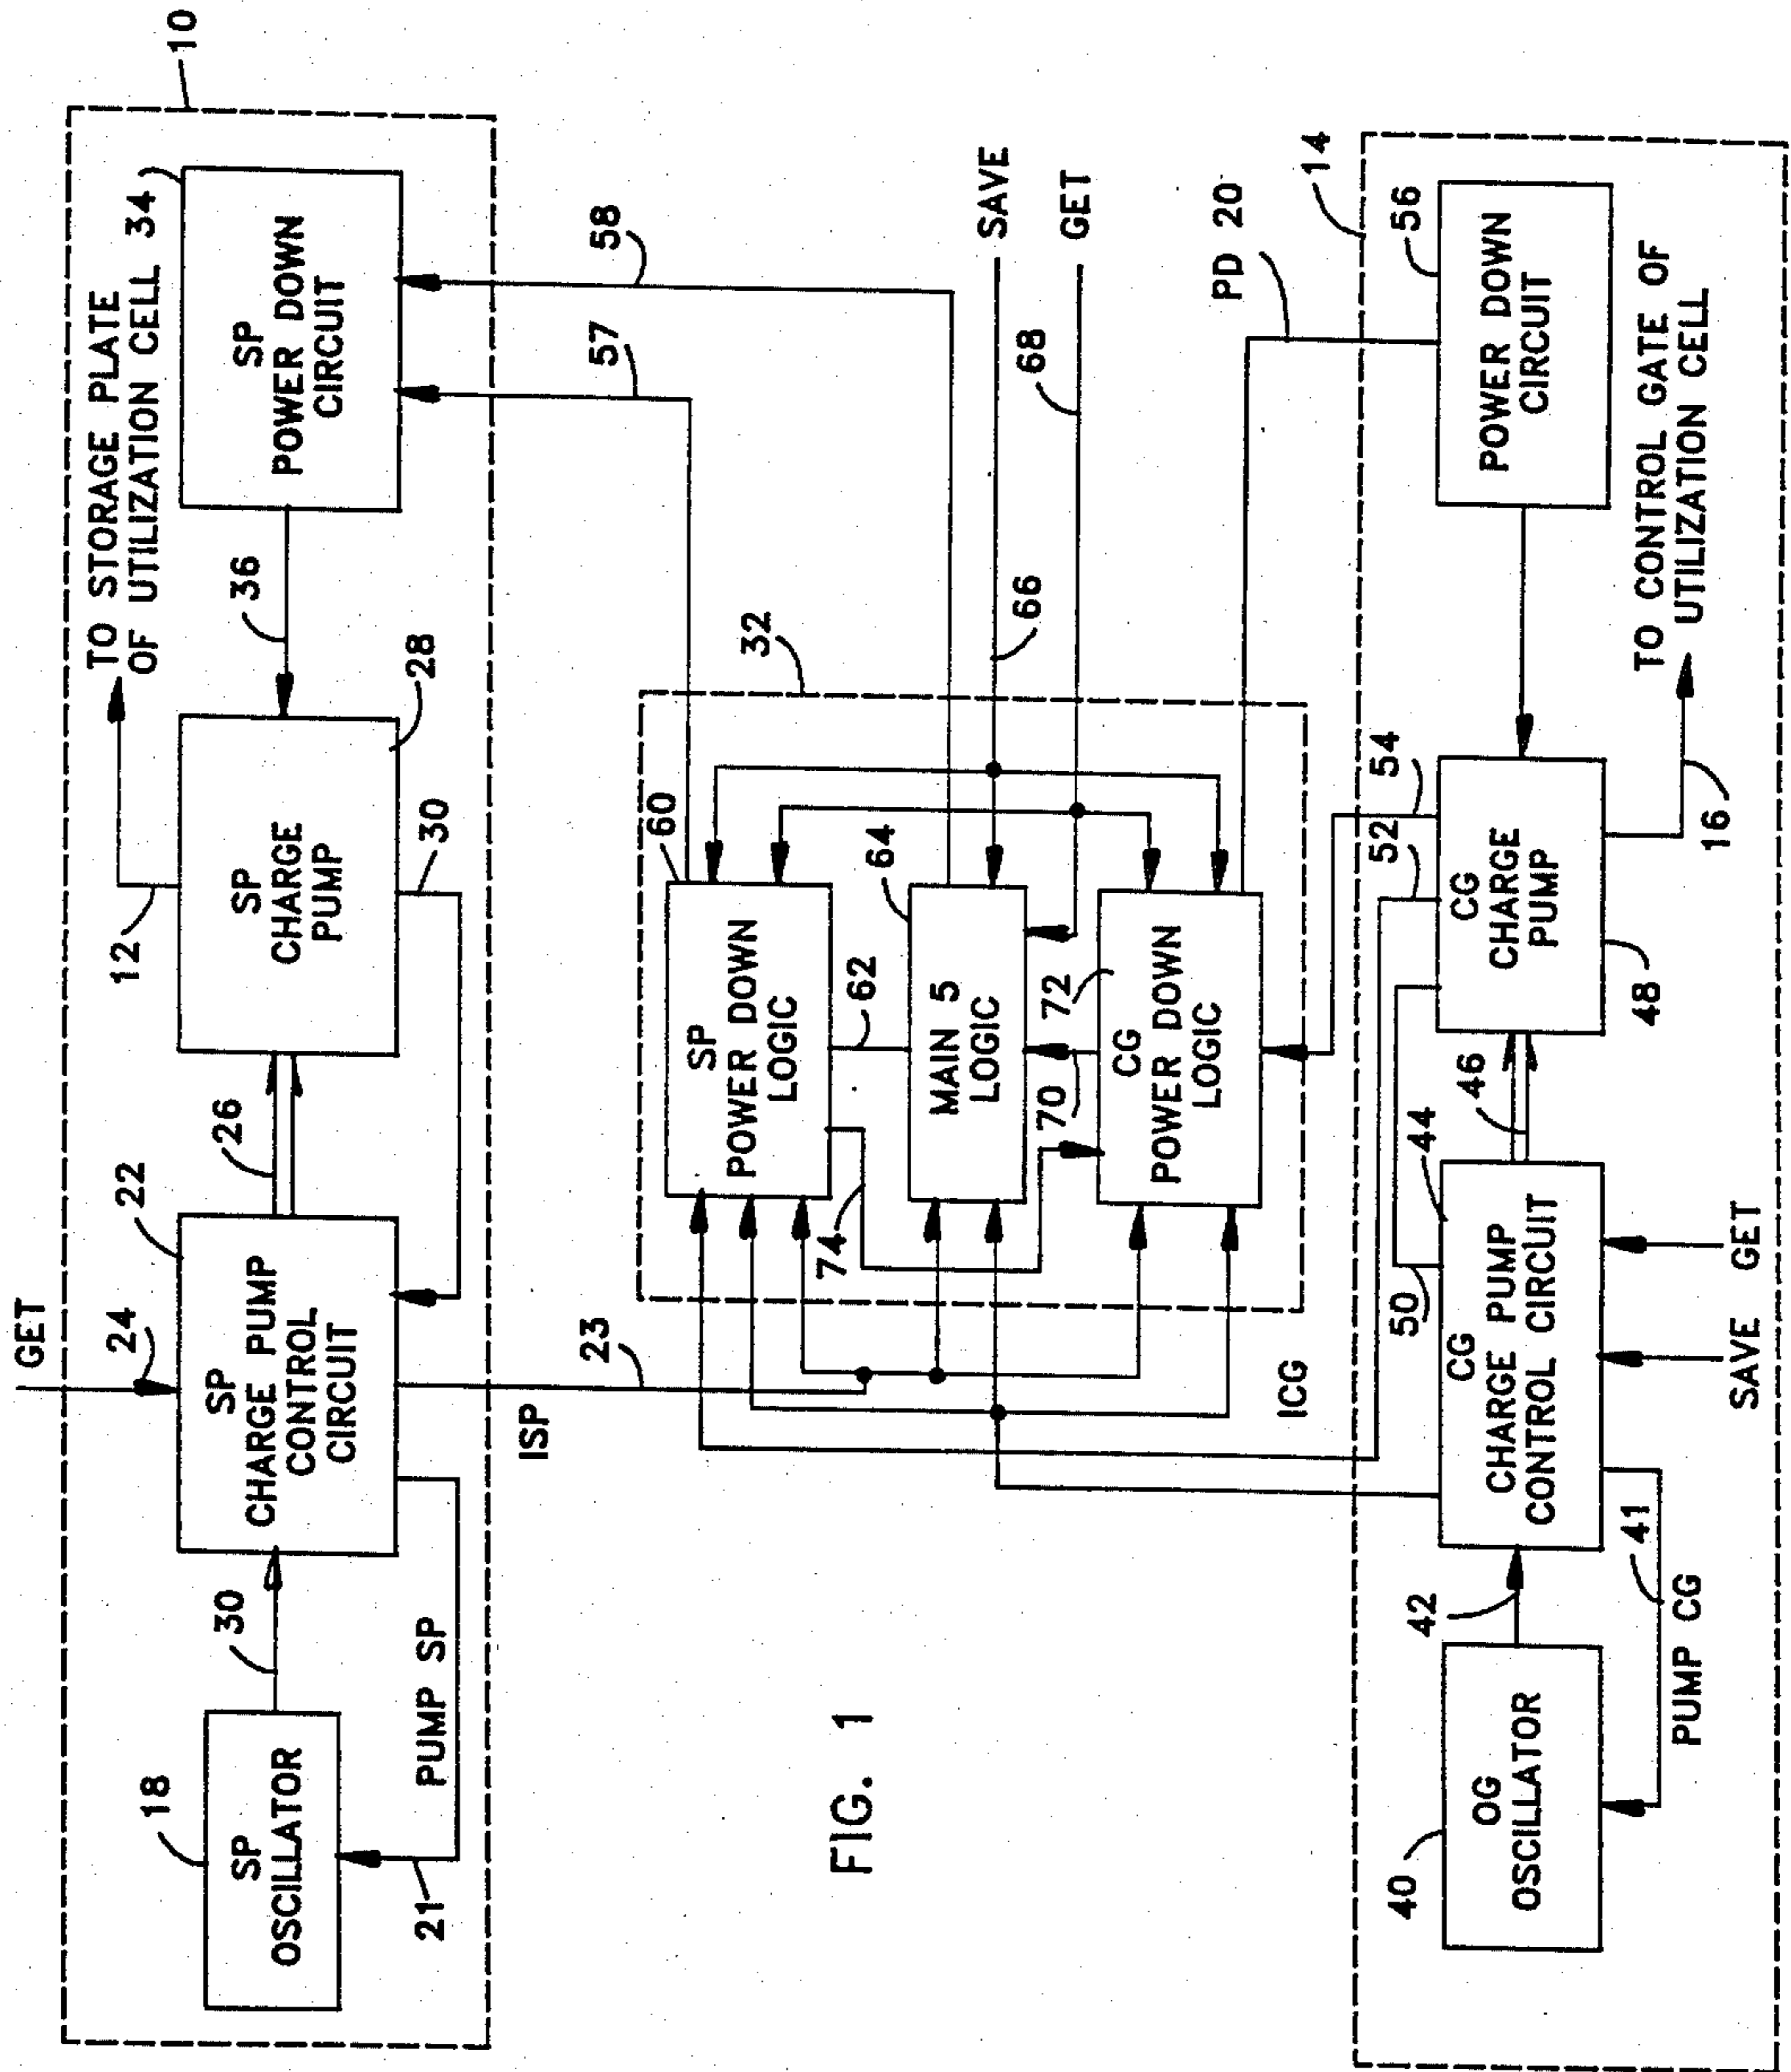 10
TO STORAGE PLATE
OF UTILIZATION CELL 34
GET
24
22
26
12
28
36
18
SP
OSCILLATOR
30
SP
CHARGE PUMP
CONTROL
CIRCUIT
SP
CHARGE
PUMP
SP
POWER DOWN
CIRCUIT
30
PUMP SP
21
ISP
23
57
58
32
60
SP
POWER DOWN
LOGIC
62
64
MAIN 5
LOGIC
74
70
72
CG
POWER DOWN
LOGIC
66
SAVE
68
GET
ICG
PD 20
14
FIG. 1
40
OG
OSCILLATOR
42
44
CG
CHARGE PUMP
CONTROL CIRCUIT
50
46
52
54
CG
CHARGE
PUMP
56
POWER DOWN
CIRCUIT
41
PUMP CG
SAVE
GET
48
16
TO CONTROL GATE OF
UTILIZATION CELL